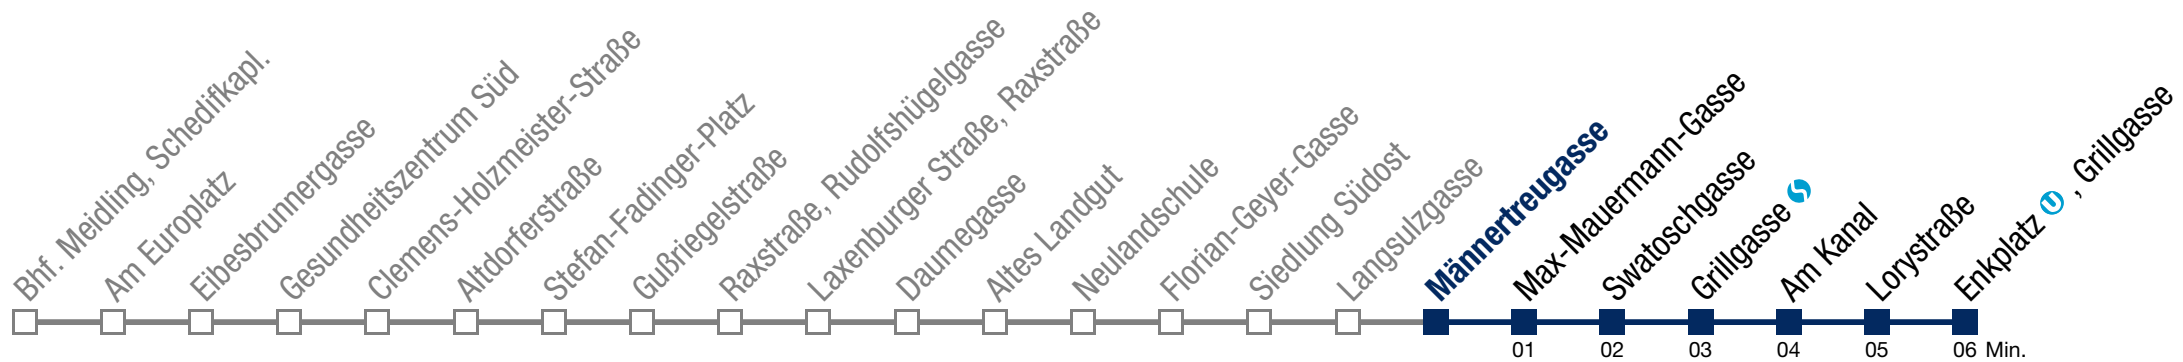 Bhf. Meidling, Schedifkapl.
Am Europlatz
Eibesbrunnergasse
Gesundheitszentrum Süd
Clemens-Holzmeister-Straße
Altdorferstraße
Stefan-Fadinger-Platz
Gußriegelstraße
Raxstraße, Rudolfshügelgasse
Laxenburger Straße, Raxstraße
Daumegasse
Altes Landgut
Neulandschule
Florian-Geyer-Gasse
Siedlung Südost
Langsulzgasse
Männertreugasse
Max-Mauermann-Gasse
Swatoschgasse
Grillgasse S
Am Kanal
Lorystraße
Enkplatz U , Grillgasse
01 02 03 04 05 06 Min.